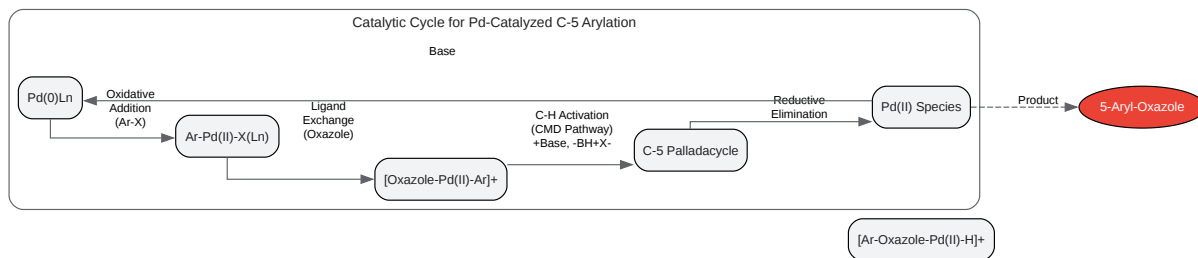 Catalytic Cycle for Pd-Catalyzed C-5 Arylation
Base
Pd(0)Ln
Oxidative
Addition
(Ar-X)
Ar-Pd(II)-X(Ln)
Ligand
Exchange
(Oxazole)
[Oxazole-Pd(II)-Ar]+
C-H Activation
(CMD Pathway)
+Base, -BH+X-
C-5 Palladacycle
Reductive
Elimination
Pd(II) Species
Product
5-Aryl-Oxazole
[Ar-Oxazole-Pd(II)-H]+